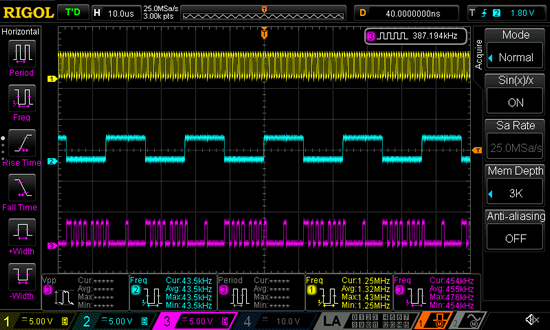 RIGOL T'D H 10.0us 25.0MSa/s 3.00k pts D 40.0000000ns T 2 1.80 V
Horizontal
Period
Freq
Rise Time
Fall Time
+Width
-Width
3 387.194kHz
Acquire
Mode
Normal
Sin(x)/x
ON
Sa Rate
25.0MSa/s
Mem Depth
3K
Anti-aliasing
OFF
1
2
3
T
Vpp Cur:***** Freq Cur:43.5kHz Period Cur:***** Freq Cur:1.25MHz Cur:454kHz
Avg:***** Avg:43.5kHz Avg:***** Avg:1.32MHz Avg:455kHz
Max:***** Max:43.5kHz Max:***** Max:1.43MHz Max:476kHz
Min:***** Min:43.5kHz Min:***** Min:1.25MHz Min:454kHz
1 5.00 V 2 5.00 V 3 5.00 V 4 10.0 V LA